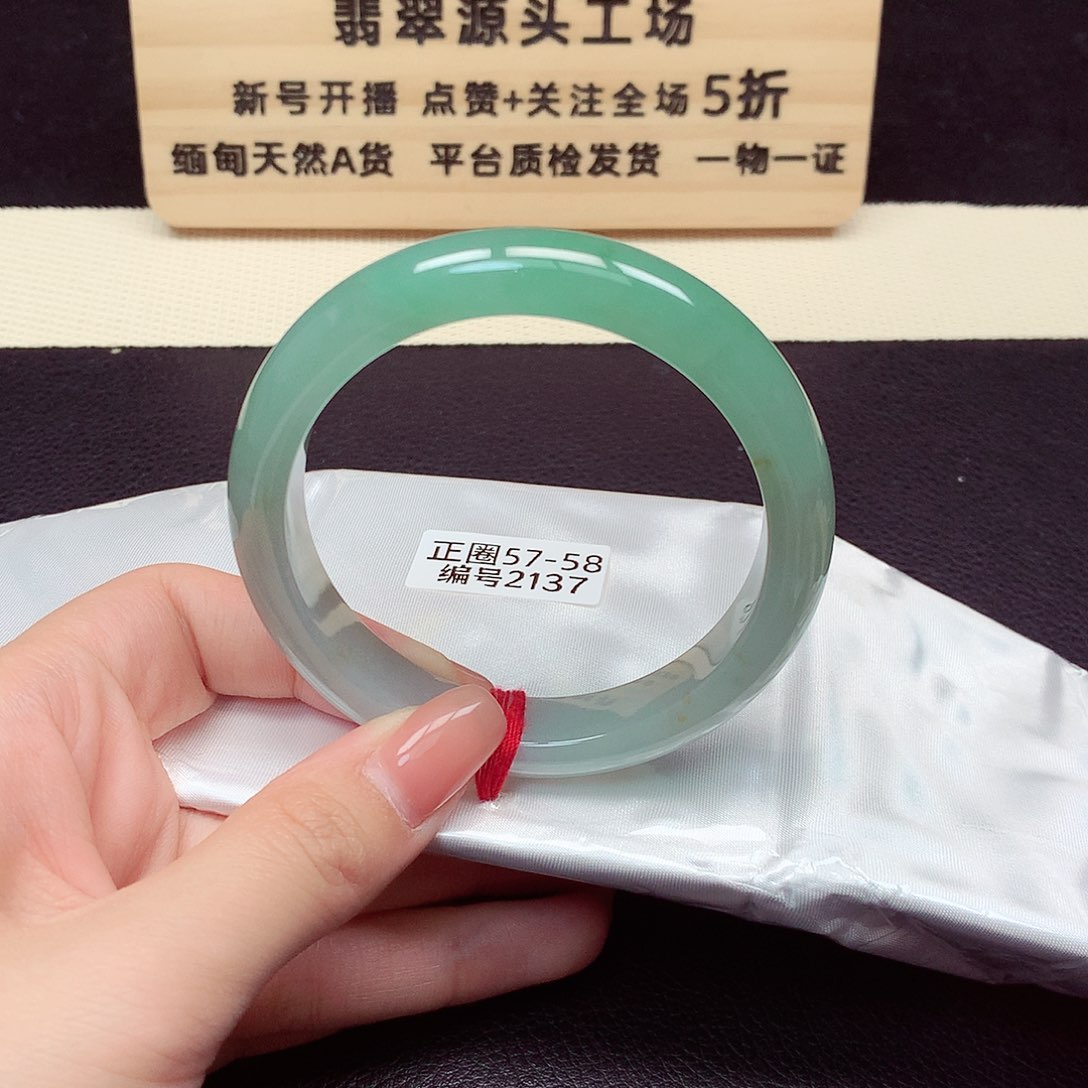 翡翠源头工场
新号开播 点赞+关注全场5折
缅甸天然A货 平台质检发货 一物一证
正圈57-58
编号2137